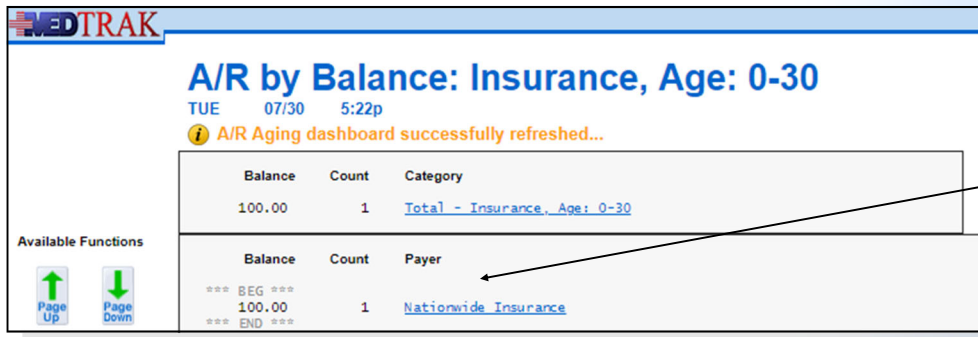 MEDTRAK
A/R by Balance: Insurance, Age: 0-30
TUE 07/30 5:22p
i A/R Aging dashboard successfully refreshed...
Balance Count Category
100.00 1 Total - Insurance, Age: 0-30
Available Functions
Page Up
Page Down
Balance Count Payer
*** BEG ***
100.00 1 Nationwide Insurance
*** END ***